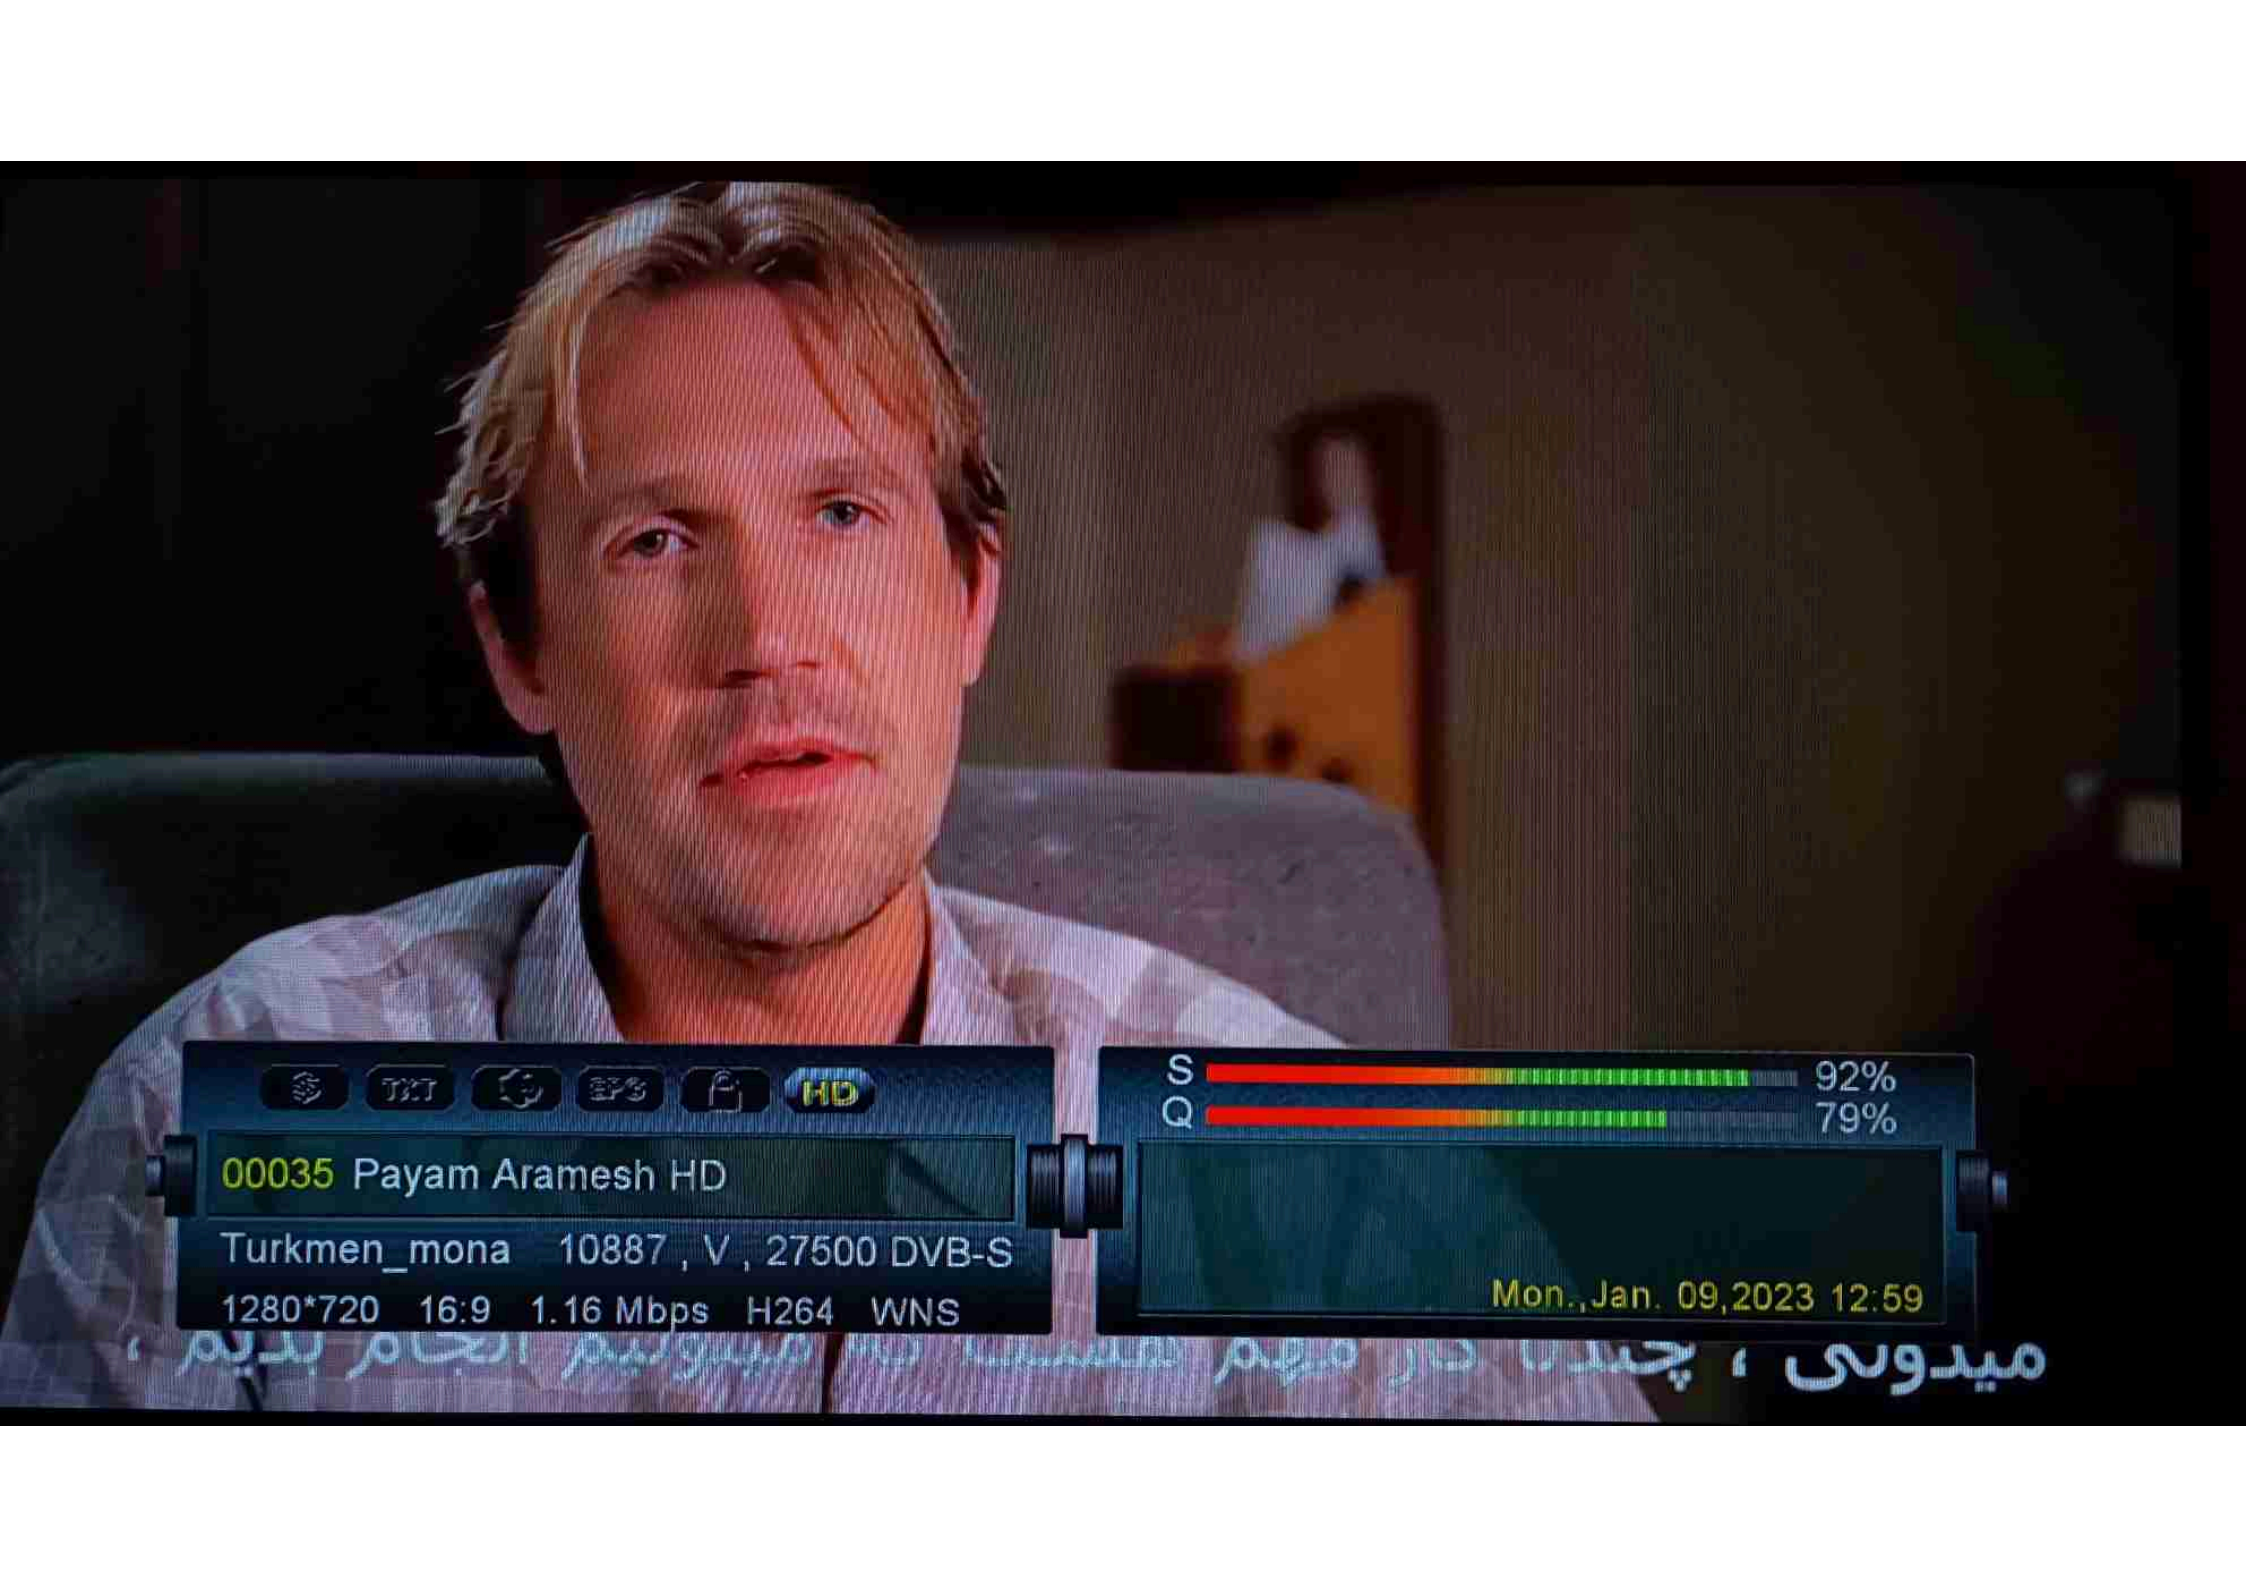 S 92%
TXT EPG HD
Q 79%
00035 Payam Aramesh HD
Turkmen_mona 10887 , V , 27500 DVB-S
Mon.,Jan. 09,2023 12:59
1280*720 16:9 1.16 Mbps H264 WNS
میدونی ، چندتا کار مهم هست که میتونیم انجام بدیم ،